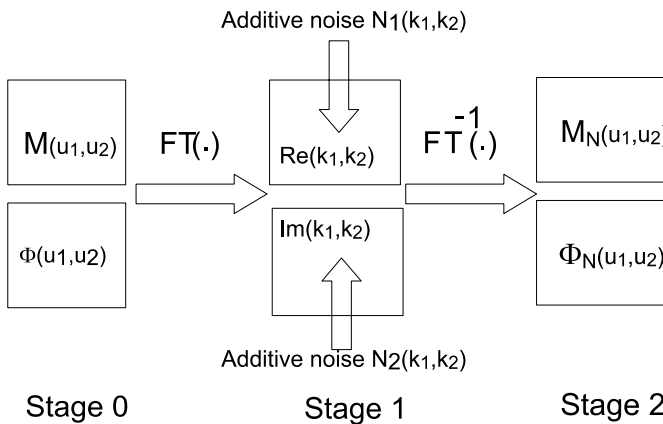 Additive noise N1(k1,k2)
M(u1,u2)
FT(.)
Re(k1,k2)
FT-1(.)
MN(u1,u2)
Φ(u1,u2)
Im(k1,k2)
ΦN(u1,u2)
Additive noise N2(k1,k2)
Stage 0
Stage 1
Stage 2